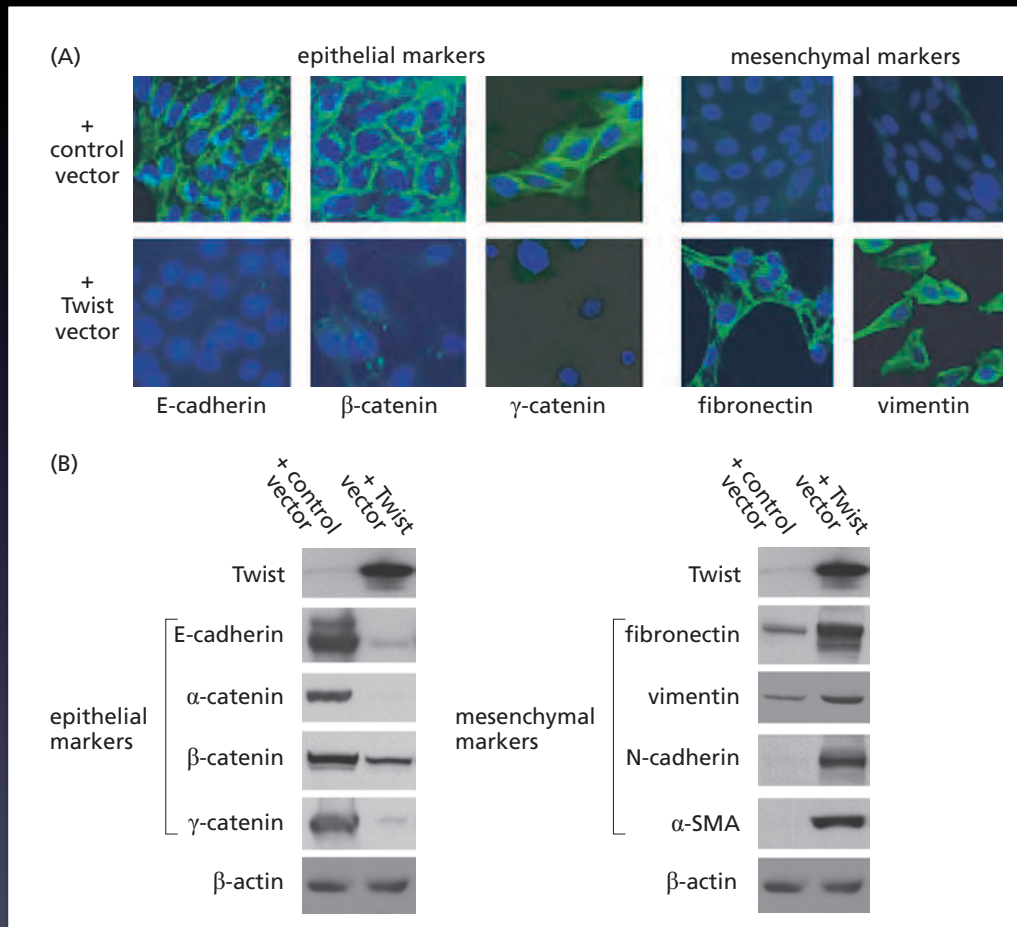 (A)
epithelial markers
mesenchymal markers
+
control
vector
+
Twist
vector
E-cadherin
β-catenin
γ-catenin
fibronectin
vimentin
(B)
+ control
vector
+ Twist
vector
Twist
epithelial
markers
E-cadherin
α-catenin
β-catenin
γ-catenin
β-actin
+ control
vector
+ Twist
vector
Twist
mesenchymal
markers
fibronectin
vimentin
N-cadherin
α-SMA
β-actin